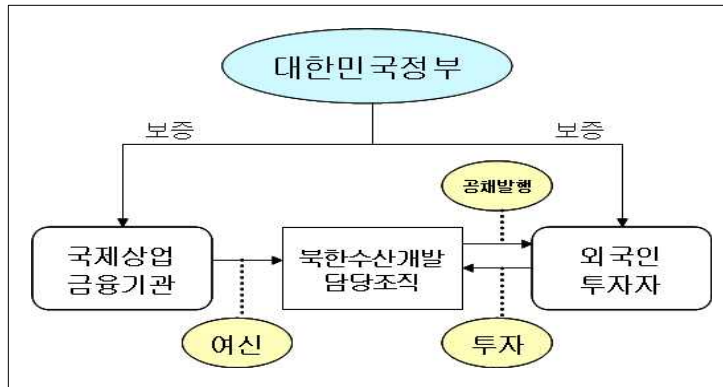 대한민국정부
보증
보증
공채발행
국제상업
금융기관
북한수산개발
담당조직
외국인
투자자
여신
투자